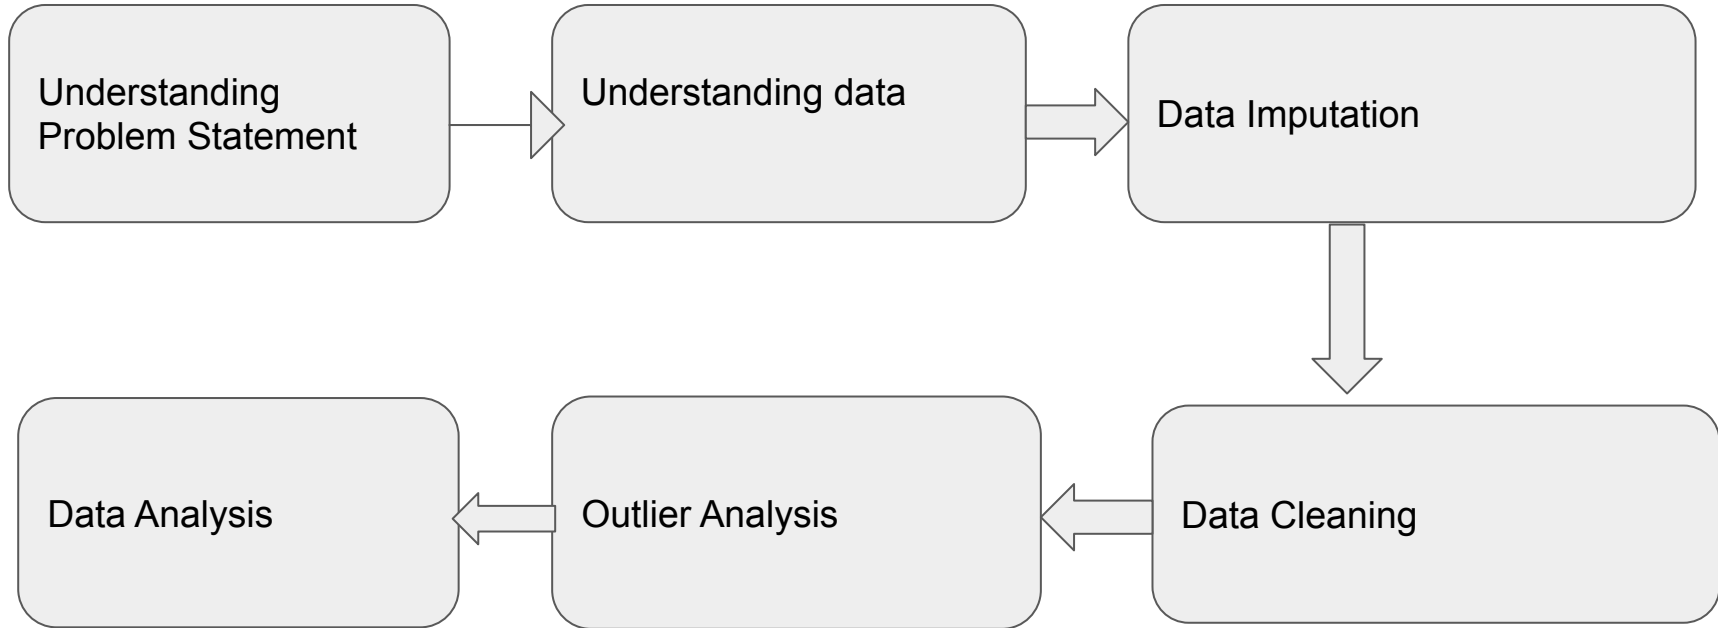 Understanding
Problem Statement
Understanding data
Data Imputation
Data Cleaning
Outlier Analysis
Data Analysis